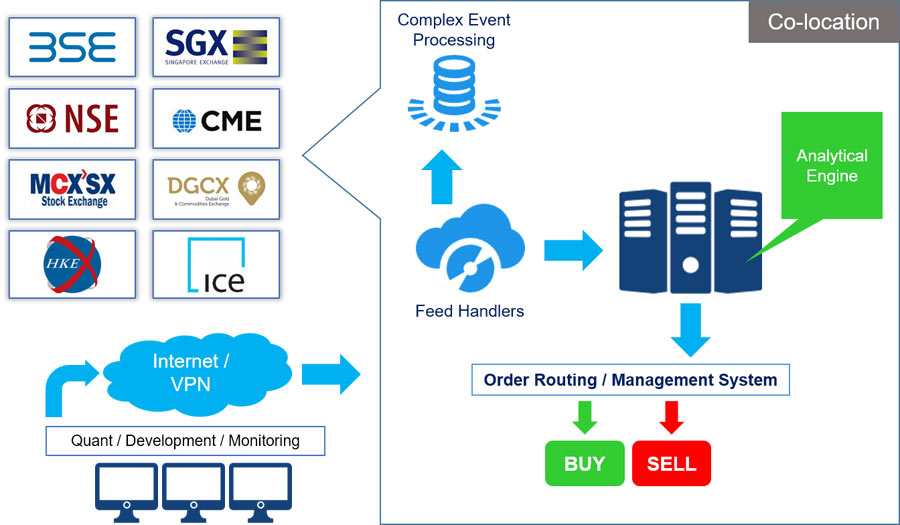 BSE
SGX
SINGAPORE EXCHANGE
NSE
CME
MCX'SX
Stock Exchange
DGCX
Dubai Gold
& Commodities Exchange
HKEX
ice
Internet /
VPN
Quant / Development / Monitoring
Co-location
Complex Event
Processing
Analytical
Engine
Feed Handlers
Order Routing / Management System
BUY
SELL